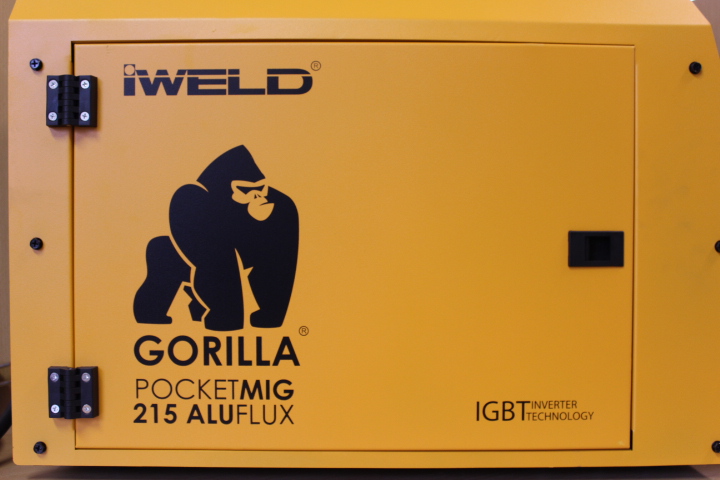 iWELD®
GORILLA®
POCKETMIG
215 ALUFLUX
IGBT INVERTER
TECHNOLOGY